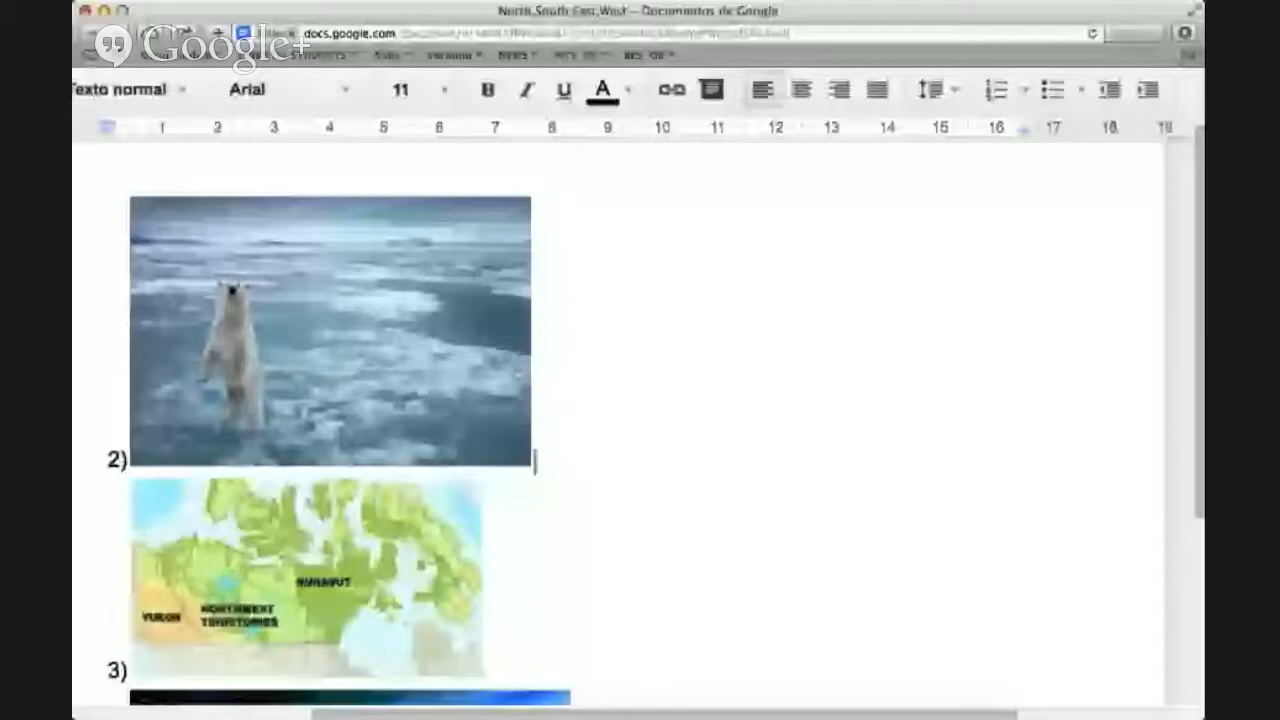 North,South East,West – Documentos de Google
Google+
docs.google.com
Texto normal
Arial
11
B
U
A
1 2 3 4 5 6 7 8 9 10 11 12 13 14 15 16 17 18 19
2)
NUNAVUT
YUKON
NORTHWEST
TERRITORIES
3)